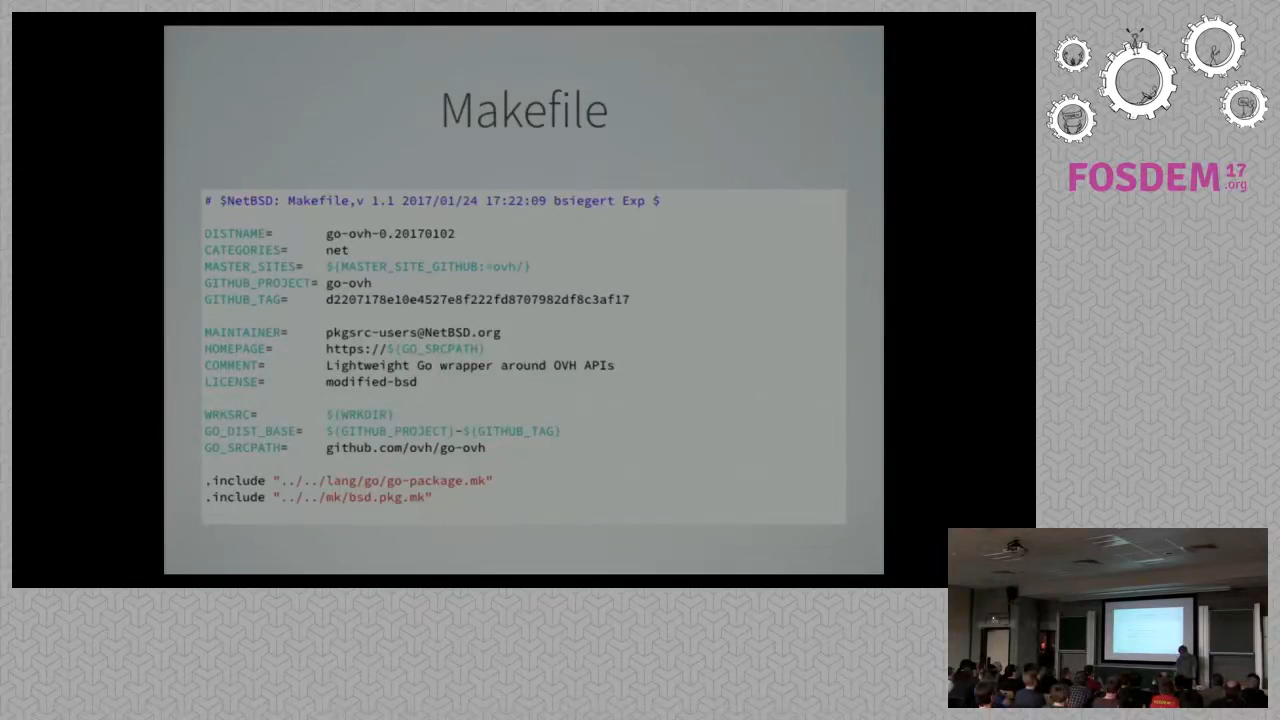 Makefile
# $NetBSD: Makefile,v 1.1 2017/01/24 17:22:09 bsiegert Exp $
DISTNAME= go-ovh-0.20170102
CATEGORIES= net
MASTER_SITES= ${MASTER_SITE_GITHUB:=ovh/}
GITHUB_PROJECT= go-ovh
GITHUB_TAG= d2207178e10e4527e8f222fd8707982df8c3af17
MAINTAINER= pkgsrc-users@NetBSD.org
HOMEPAGE= https://${GO_SRCPATH}
COMMENT= Lightweight Go wrapper around OVH APIs
LICENSE= modified-bsd
WRKSRC= ${WRKDIR}
GO_DIST_BASE= ${GITHUB_PROJECT}-${GITHUB_TAG}
GO_SRCPATH= github.com/ovh/go-ovh
.include "../../lang/go/go-package.mk"
.include "../../mk/bsd.pkg.mk"
FOSDEM 17 .org